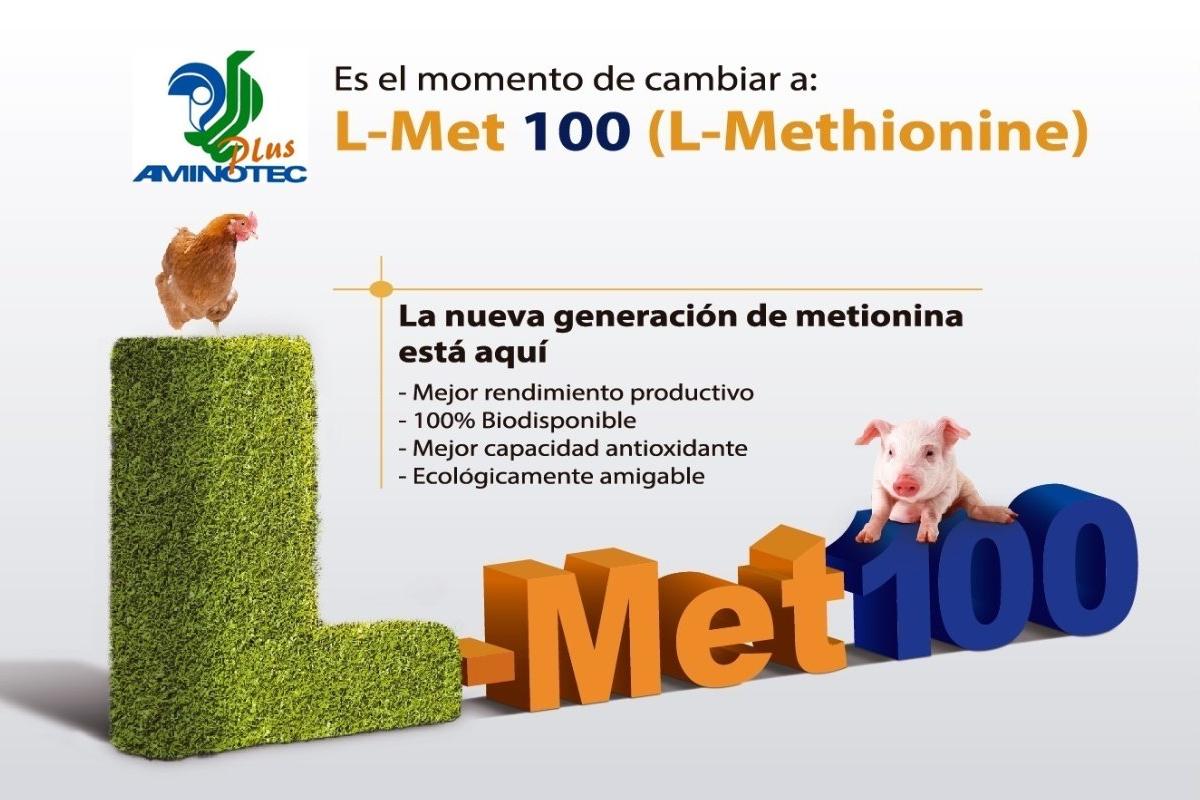 Es el momento de cambiar a:
L-Met 100 (L-Methionine)
Plus
AMINOTEC
La nueva generación de metionina
está aquí
- Mejor rendimiento productivo
- 100% Biodisponible
- Mejor capacidad antioxidante
- Ecológicamente amigable
L-Met100